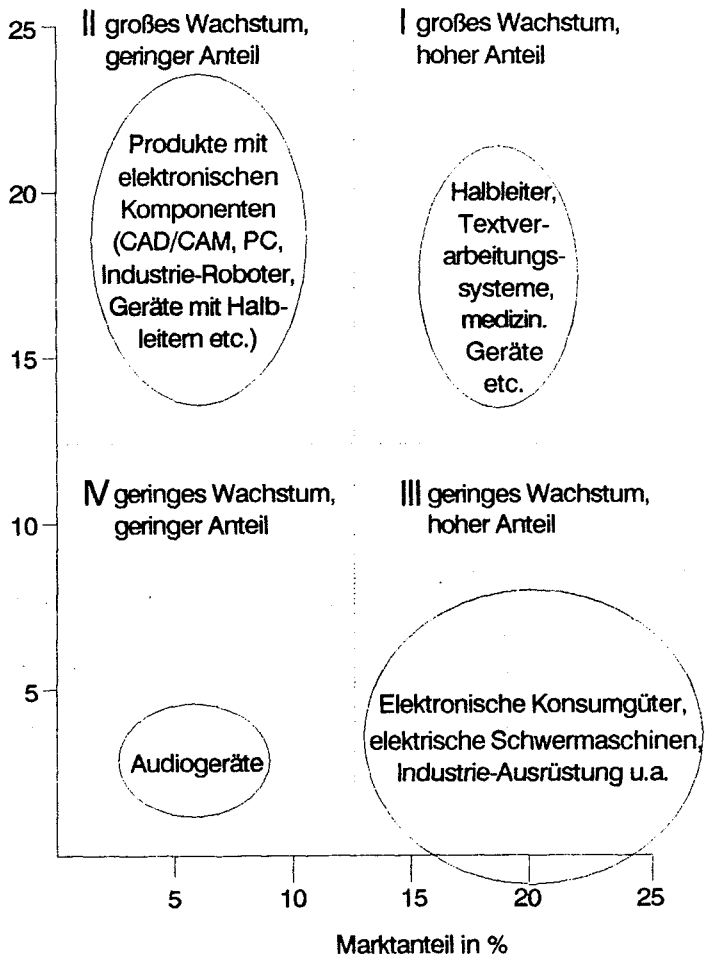 25
II großes Wachstum,
geringer Anteil
I großes Wachstum,
hoher Anteil
Produkte mit
elektronischen
Komponenten
(CAD/CAM, PC,
Industrie-Roboter,
Geräte mit Halb-
leitern etc.)
20
Halbleiter,
Textver-
arbeitungs-
systeme,
medizin.
Geräte
etc.
15
IV geringes Wachstum,
geringer Anteil
III geringes Wachstum,
hoher Anteil
10
5
Audiogeräte
Elektronische Konsumgüter,
elektrische Schwermaschinen,
Industrie-Ausrüstung u.a.
5 10 15 20 25
Marktanteil in %